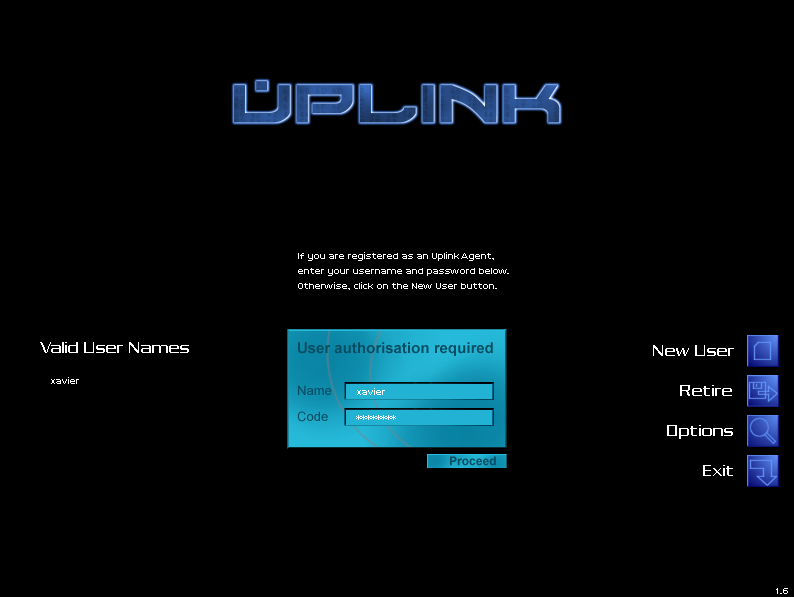 UPLINK
If you are registered as an Uplink Agent,
enter your username and password below.
Otherwise, click on the New User button.
Valid User Names
xavier
User authorisation required
Name xavier
Code *******
Proceed
New User
Retire
Options
Exit
1.6